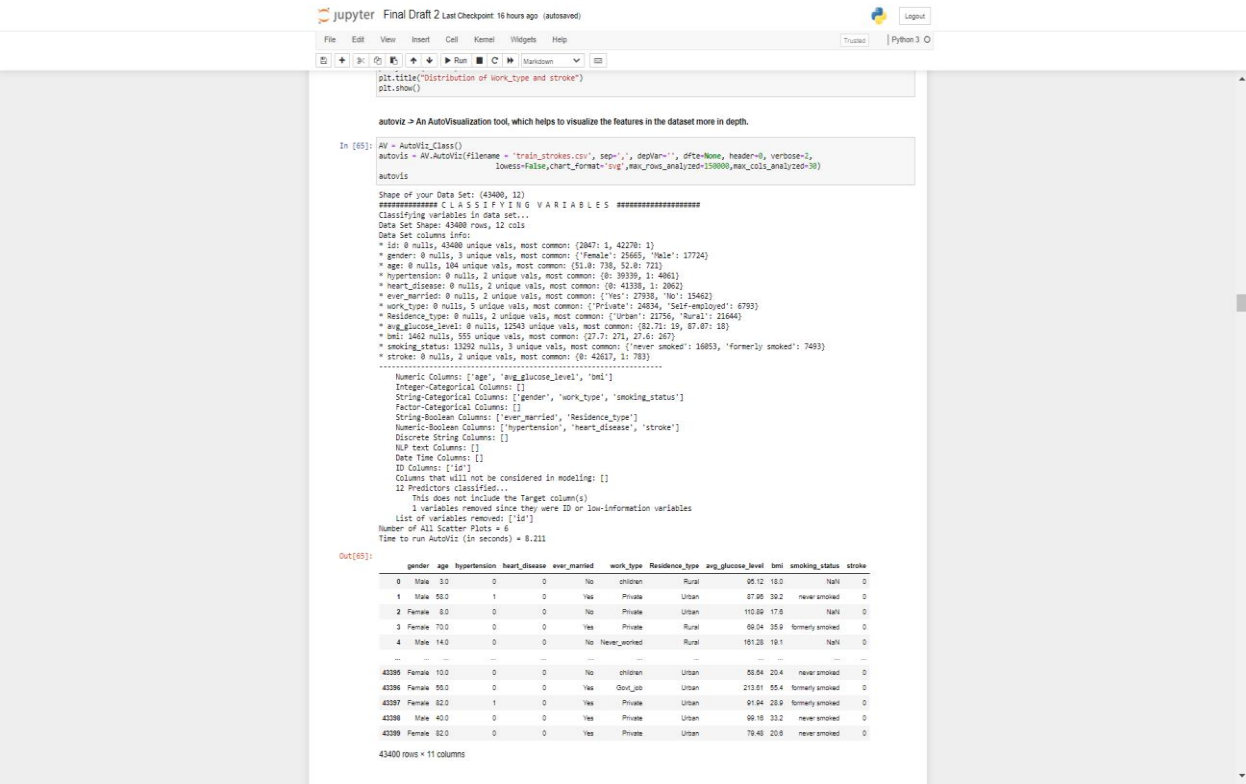 jupyter Final Draft 2 Last Checkpoint: 16 hours ago (autosaved)
Logout
File Edit View Insert Cell Kernel Widgets Help
Trusted
Python 3
Run
Markdown
plt.title("Distribution of Work_type and stroke")
plt.show()
autoviz -> An AutoVisualization tool, which helps to visualize the features in the dataset more in depth.
In [65]: AV = AutoViz_Class()
autovis = AV.AutoViz(filename = 'train_strokes.csv', sep=',', depVar='', dfte=None, header=0, verbose=2,
lowess=False,chart_format='svg',max_rows_analyzed=150000,max_cols_analyzed=30)
autovis
Shape of your Data Set: (43400, 12)
############## C L A S S I F Y I N G  V A R I A B L E S  ####################
Classifying variables in data set...
Data Set Shape: 43400 rows, 12 cols
Data Set columns info:
* id: 0 nulls, 43400 unique vals, most common: {2047: 1, 42270: 1}
* gender: 0 nulls, 3 unique vals, most common: {'Female': 25665, 'Male': 17724}
* age: 0 nulls, 104 unique vals, most common: {51.0: 738, 52.0: 721}
* hypertension: 0 nulls, 2 unique vals, most common: {0: 39339, 1: 4061}
* heart_disease: 0 nulls, 2 unique vals, most common: {0: 41338, 1: 2062}
* ever_married: 0 nulls, 2 unique vals, most common: {'Yes': 27938, 'No': 15462}
* work_type: 0 nulls, 5 unique vals, most common: {'Private': 24834, 'Self-employed': 6793}
* Residence_type: 0 nulls, 2 unique vals, most common: {'Urban': 21756, 'Rural': 21644}
* avg_glucose_level: 0 nulls, 12543 unique vals, most common: {82.71: 19, 87.07: 18}
* bmi: 1462 nulls, 555 unique vals, most common: {27.7: 271, 27.6: 267}
* smoking_status: 13292 nulls, 3 unique vals, most common: {'never smoked': 16053, 'formerly smoked': 7493}
* stroke: 0 nulls, 2 unique vals, most common: {0: 42617, 1: 783}
--------------------------------------------------------------------
Numeric Columns: ['age', 'avg_glucose_level', 'bmi']
Integer-Categorical Columns: []
String-Categorical Columns: ['gender', 'work_type', 'smoking_status']
Factor-Categorical Columns: []
String-Boolean Columns: ['ever_married', 'Residence_type']
Numeric-Boolean Columns: ['hypertension', 'heart_disease', 'stroke']
Discrete String Columns: []
NLP text Columns: []
Date Time Columns: []
ID Columns: ['id']
Columns that will not be considered in modeling: []
12 Predictors classified...
This does not include the Target column(s)
1 variables removed since they were ID or low-information variables
List of variables removed: ['id']
Number of All Scatter Plots = 6
Time to run AutoViz (in seconds) = 8.211
Out[65]:
gender age hypertension heart_disease ever_married work_type Residence_type avg_glucose_level bmi smoking_status stroke
0 Male 3.0 0 0 No children Rural 95.12 18.0 NaN 0
1 Male 58.0 1 0 Yes Private Urban 87.96 39.2 never smoked 0
2 Female 8.0 0 0 No Private Urban 110.89 17.6 NaN 0
3 Female 70.0 0 0 Yes Private Rural 69.04 35.9 formerly smoked 0
4 Male 14.0 0 0 No Never_worked Rural 161.28 19.1 NaN 0
... ... ... ... ... ... ... ... ... ... ... ...
43395 Female 10.0 0 0 No children Urban 58.64 20.4 never smoked 0
43396 Female 56.0 0 0 Yes Govt_job Urban 213.61 55.4 formerly smoked 0
43397 Female 82.0 1 0 Yes Private Urban 91.94 28.9 formerly smoked 0
43398 Male 40.0 0 0 Yes Private Urban 99.16 33.2 never smoked 0
43399 Female 82.0 0 0 Yes Private Urban 79.48 20.6 never smoked 0
43400 rows × 11 columns